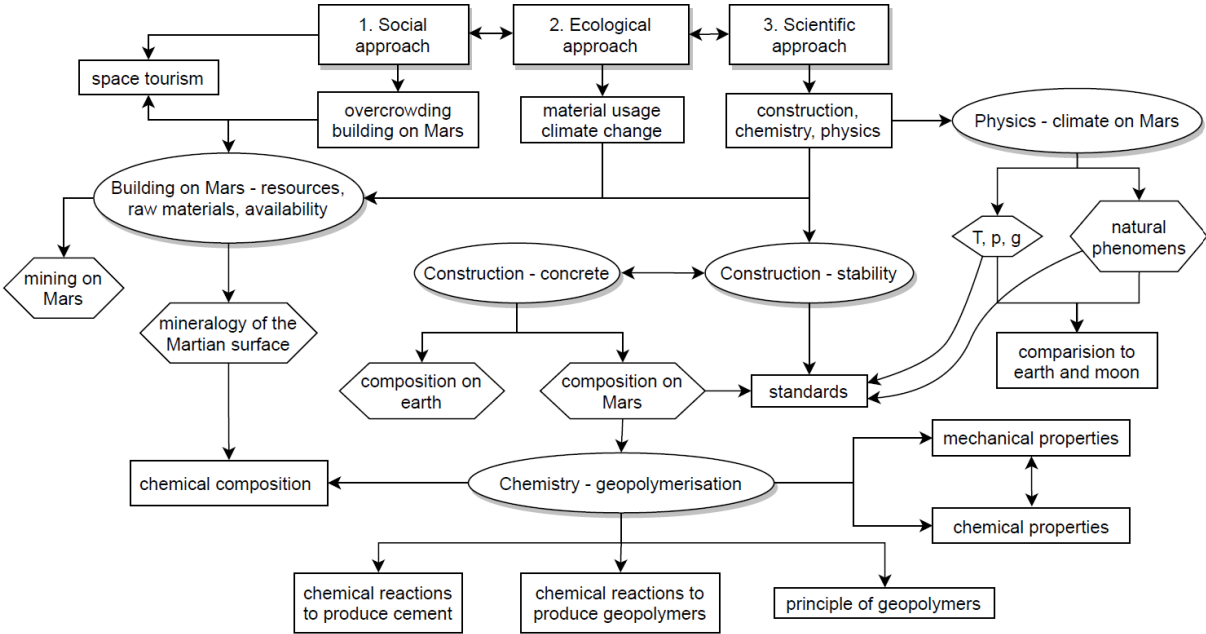 1. Social
approach
2. Ecological
approach
3. Scientific
approach
space tourism
overcrowding
building on Mars
material usage
climate change
construction,
chemistry, physics
Physics - climate on Mars
Building on Mars - resources,
raw materials, availability
T, p, g
natural
phenomens
mining on
Mars
Construction - concrete
Construction - stability
mineralogy of the
Martian surface
composition on
earth
composition on
Mars
standards
comparision to
earth and moon
mechanical properties
chemical composition
Chemistry - geopolymerisation
chemical properties
chemical reactions
to produce cement
chemical reactions to
produce geopolymers
principle of geopolymers